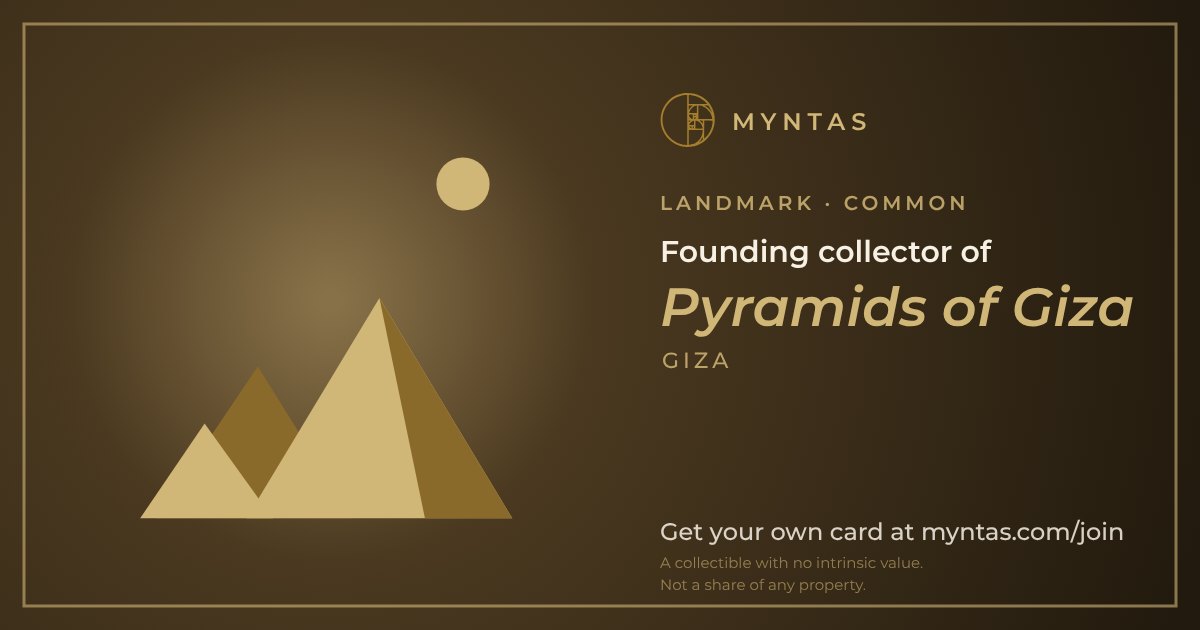 MYNTAS
LANDMARK · COMMON
Founding collector of
Pyramids of Giza
GIZA
Get your own card at myntas.com/join
A collectible with no intrinsic value.
Not a share of any property.